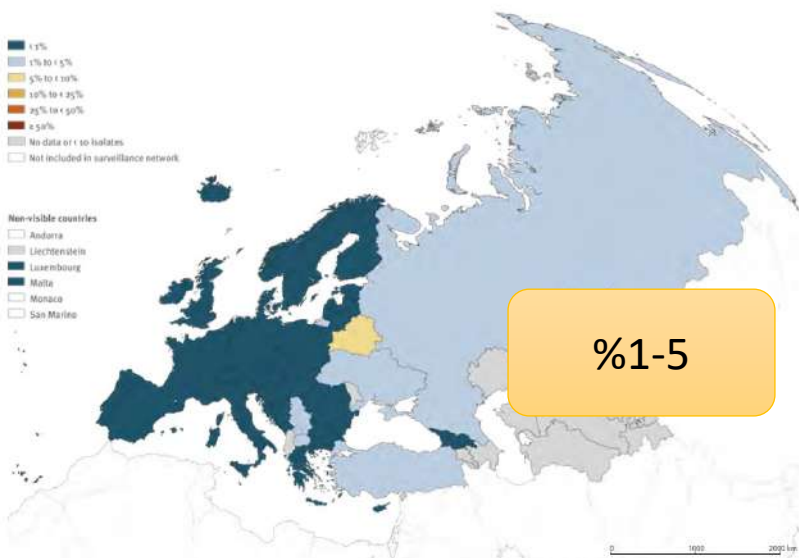 < 1%
1% to < 5%
5% to < 10%
10% to < 25%
25% to < 50%
≥ 50%
No data or < 10 isolates
Not included in surveillance network
Non-visible countries
Andorra
Liechtenstein
Luxembourg
Malta
Monaco
San Marino
%1-5
0 1000 2000 km